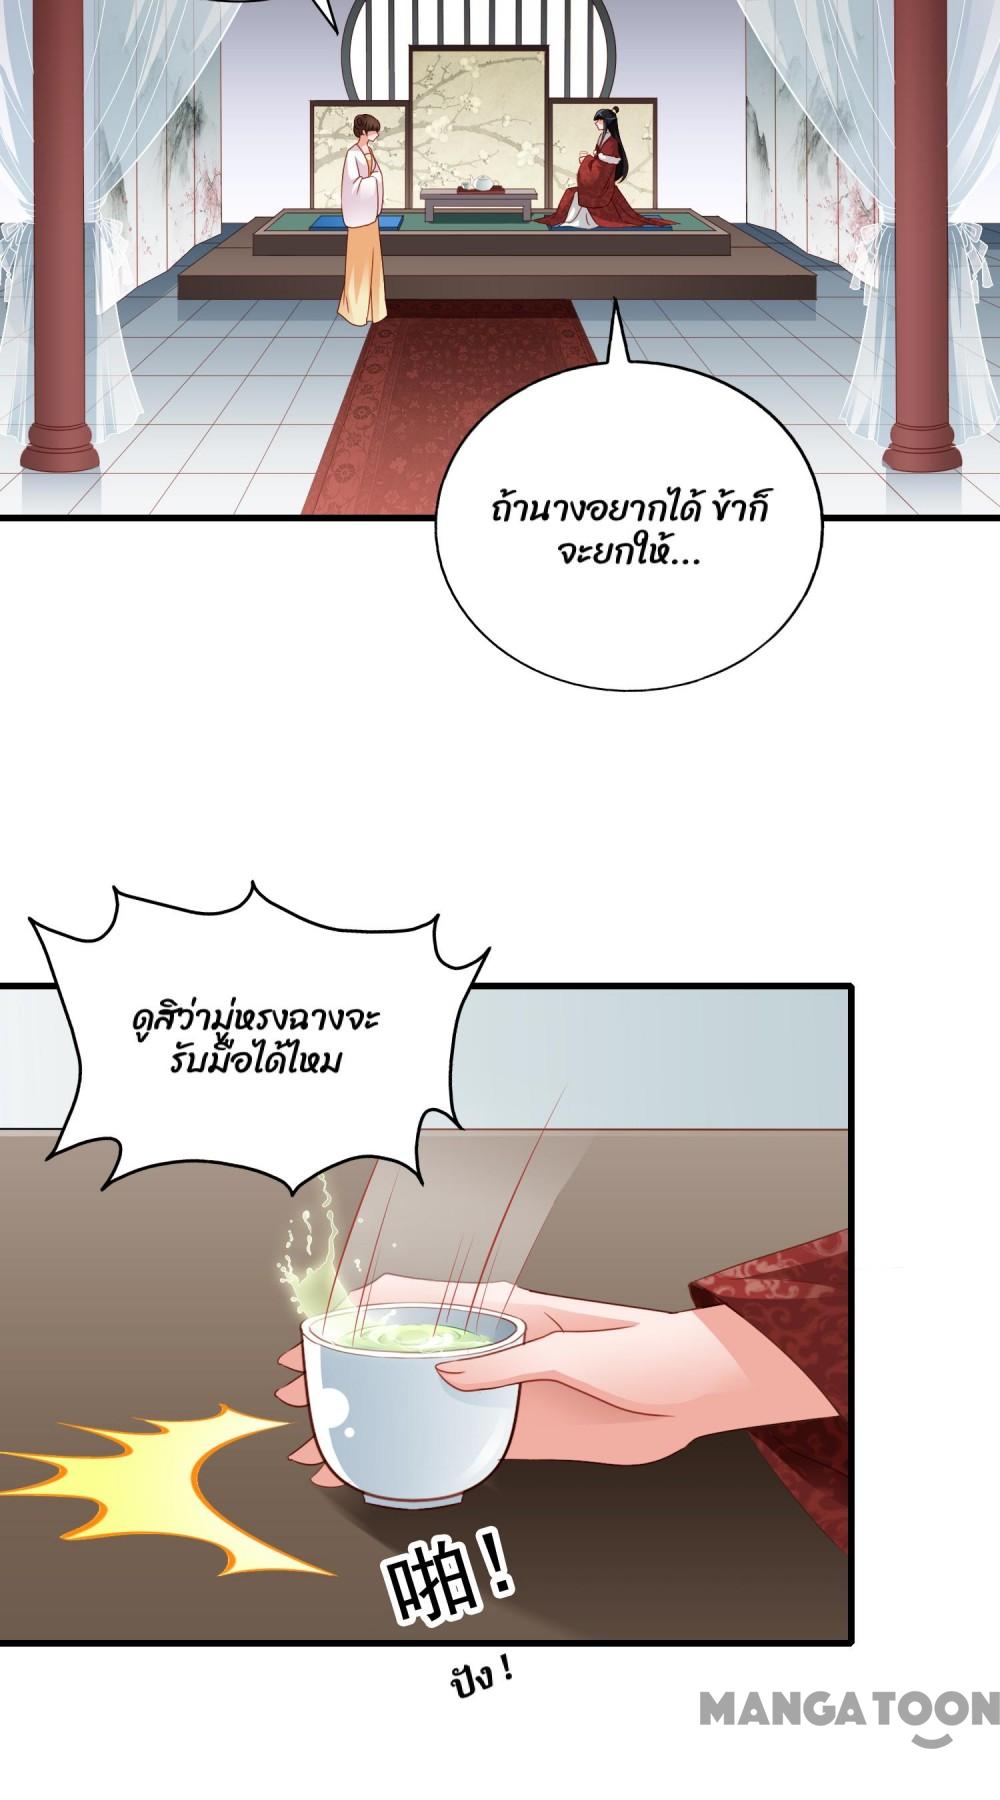 ถ้านางอยากได้ ข้าก็
จะยกให้...
ดูสิว่ามู่หรงฉางจะ
รับมือได้ไหม
啪!
ปัง!
MANGATOON